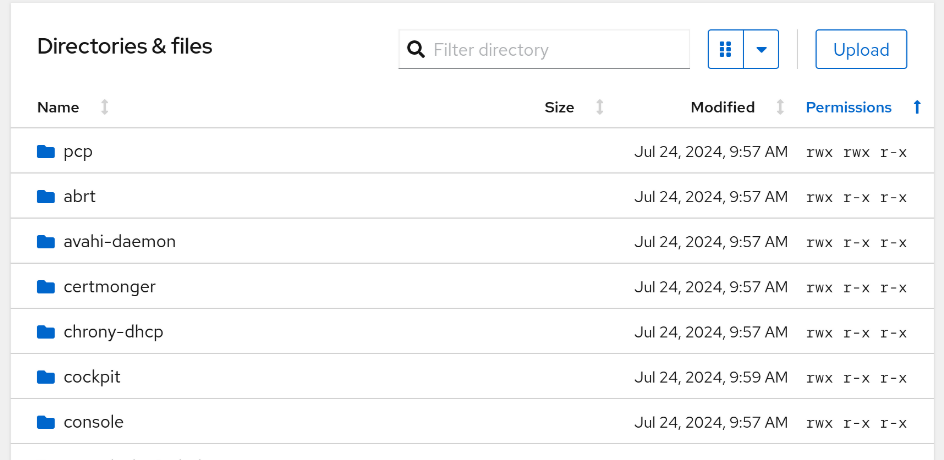 Directories & files
Filter directory
Upload
Name Size Modified Permissions
pcp Jul 24, 2024, 9:57 AM rwx rwx r-x
abrt Jul 24, 2024, 9:57 AM rwx r-x r-x
avahi-daemon Jul 24, 2024, 9:57 AM rwx r-x r-x
certmonger Jul 24, 2024, 9:57 AM rwx r-x r-x
chrony-dhcp Jul 24, 2024, 9:57 AM rwx r-x r-x
cockpit Jul 24, 2024, 9:59 AM rwx r-x r-x
console Jul 24, 2024, 9:57 AM rwx r-x r-x